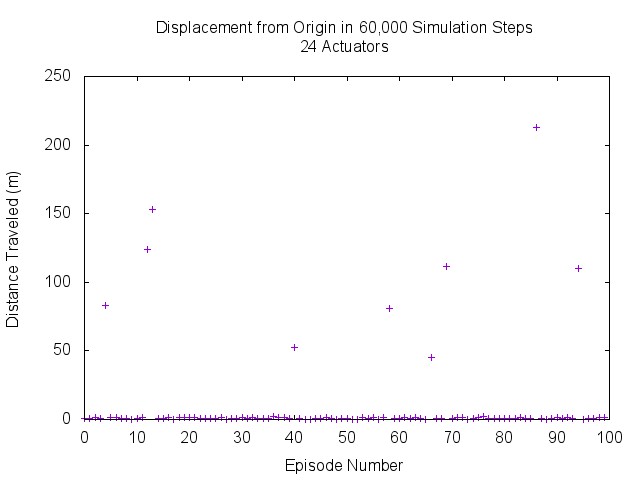 Displacement from Origin in 60,000 Simulation Steps
24 Actuators
250
200
150
100
50
0
Distance Traveled (m)
0 10 20 30 40 50 60 70 80 90 100
Episode Number